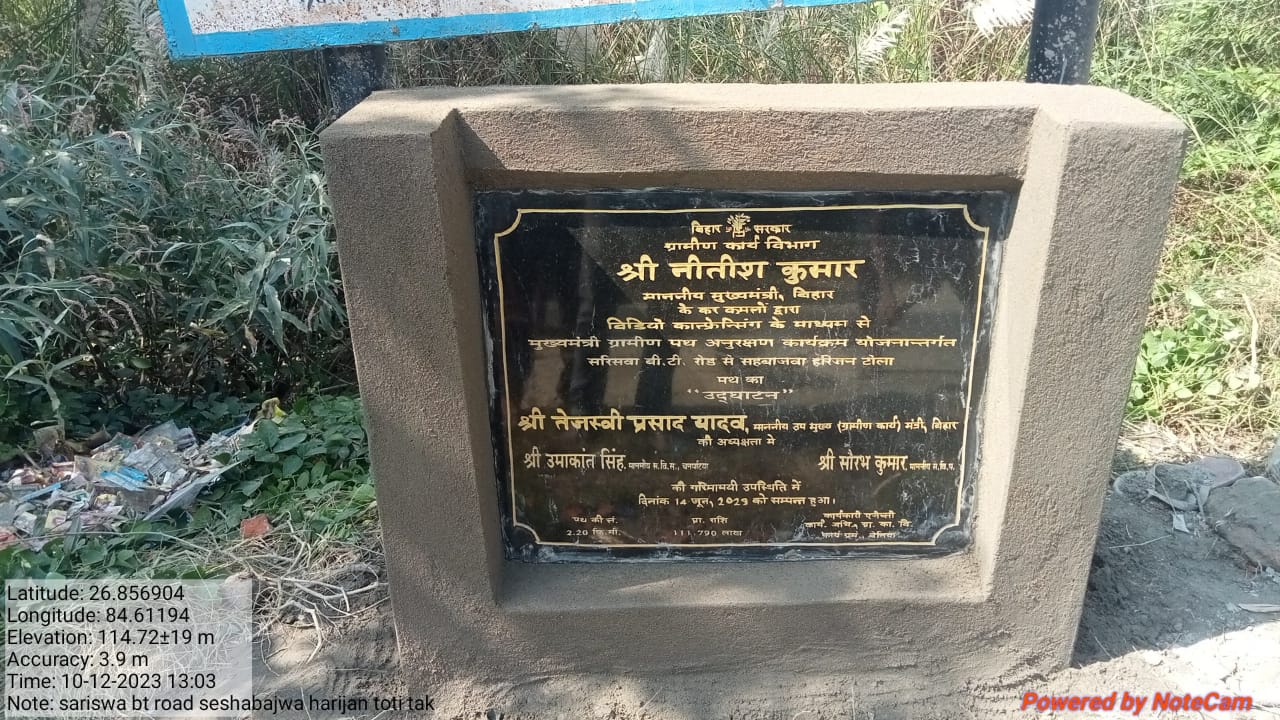 बिहार सरकार
ग्रामीण कार्य विभाग
श्री नीतीश कुमार
माननीय मुख्यमंत्री, बिहार
के कर कमलों द्वारा
विडियो कान्फ्रेन्सिंग के माध्यम से
मुख्यमंत्री ग्रामीण पथ अनुरक्षण कार्यक्रम योजनान्तर्गत
सरिसवा बी.टी. रोड से सहबाजवा हरिजन टोला
पथ का
"उद्घाटन"
श्री तेजस्वी प्रसाद यादव, माननीय उप मुख्य (ग्रामीण कार्य) मंत्री, बिहार
की अध्यक्षता मे
श्री उमाकांत सिंह, माननीय स.वि.स., चनपटिया श्री सौरभ कुमार, माननीय स.वि.प.
की गरिमामयी उपस्थिति में
दिनांक 14 जून, 2023 को सम्पन्न हुआ।
पथ की लं. प्रा. राशि कार्यकारी एजेन्सी
2.20 कि.मी. 111.790 लाख कार्य. अभि. ग्रा. का. वि.
कार्य प्रम. बेतिया
Latitude: 26.856904
Longitude: 84.61194
Elevation: 114.72±19 m
Accuracy: 3.9 m
Time: 10-12-2023 13:03
Note: sariswa bt road seshabajwa harijan toti tak
Powered by NoteCam